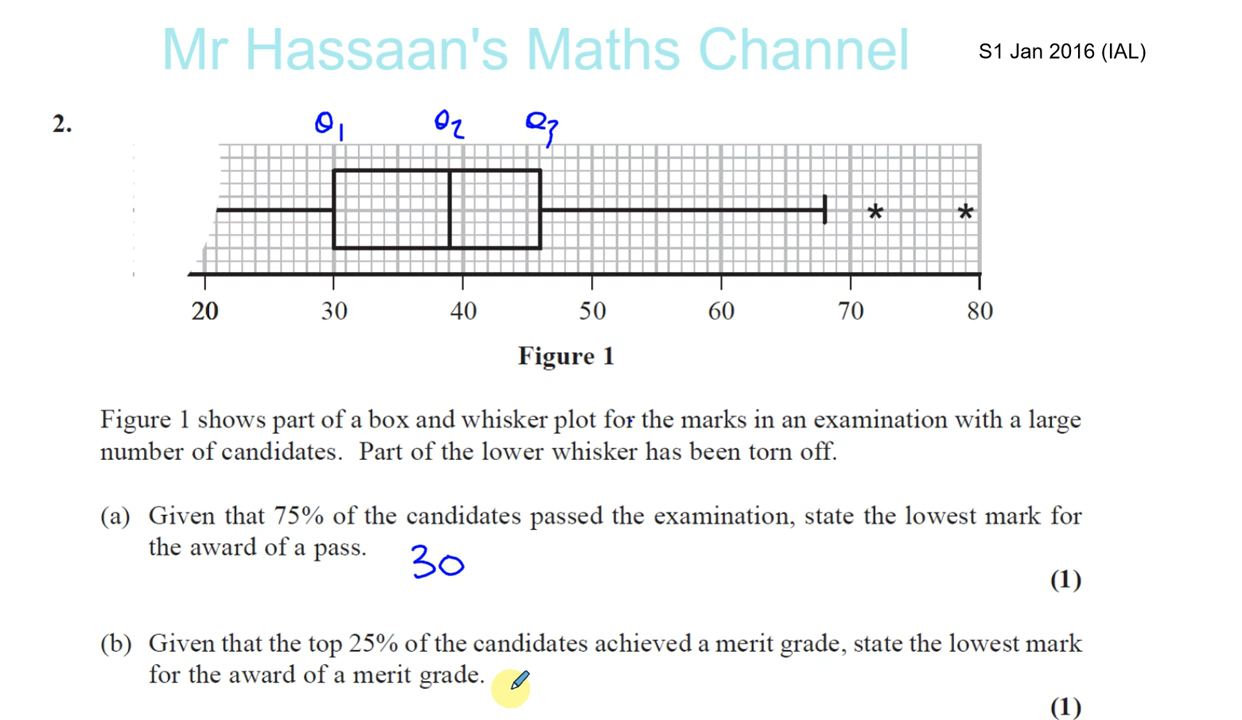 Mr Hassaan's Maths Channel
S1 Jan 2016 (IAL)
2.
Q1 Q2 Q3
* *
20 30 40 50 60 70 80
Figure 1
Figure 1 shows part of a box and whisker plot for the marks in an examination with a large
number of candidates. Part of the lower whisker has been torn off.
(a) Given that 75% of the candidates passed the examination, state the lowest mark for
the award of a pass. 30
(1)
(b) Given that the top 25% of the candidates achieved a merit grade, state the lowest mark
for the award of a merit grade.
(1)